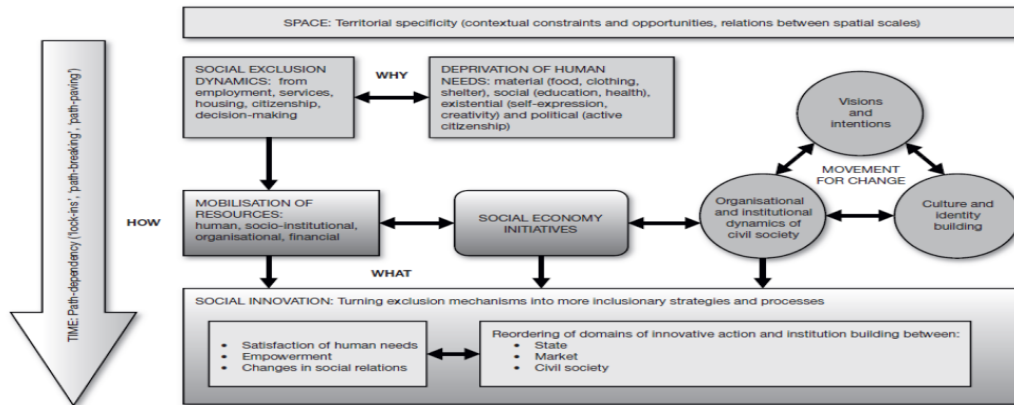 SPACE: Territorial specificity (contextual constraints and opportunities, relations between spatial scales)
TIME: Path-dependency ('lock-ins', 'path-breaking', 'path-paving')
SOCIAL EXCLUSION
DYNAMICS: from
employment, services,
housing, citizenship,
decision-making
WHY
DEPRIVATION OF HUMAN
NEEDS: material (food, clothing,
shelter), social (education, health),
existential (self-expression,
creativity) and political (active
citizenship)
Visions
and
intentions
MOVEMENT
FOR CHANGE
HOW
MOBILISATION OF
RESOURCES:
human, socio-institutional,
organisational, financial
SOCIAL ECONOMY
INITIATIVES
Organisational
and institutional
dynamics of
civil society
Culture and
identity
building
WHAT
SOCIAL INNOVATION: Turning exclusion mechanisms into more inclusionary strategies and processes
• Satisfaction of human needs
• Empowerment
• Changes in social relations
Reordering of domains of innovative action and institution building between:
• State
• Market
• Civil society